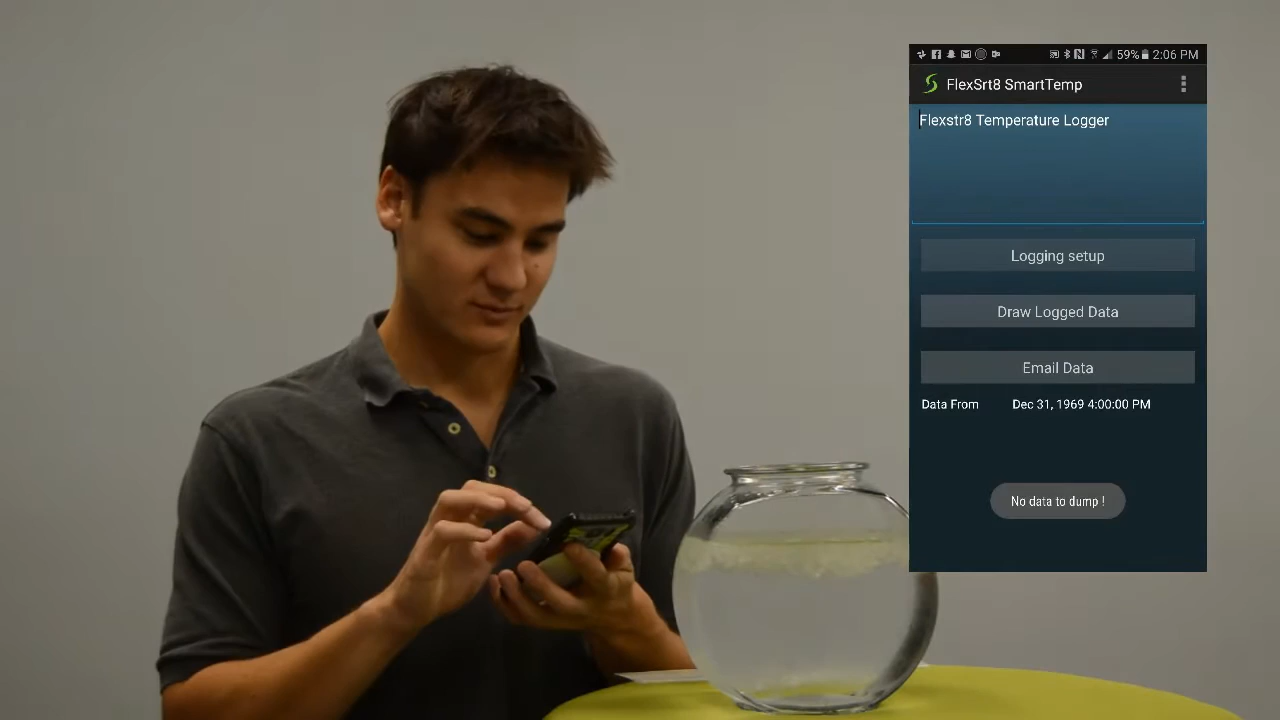 59% 2:06 PM
FlexSrt8 SmartTemp
Flexstr8 Temperature Logger
Logging setup
Draw Logged Data
Email Data
Data From Dec 31, 1969 4:00:00 PM
No data to dump !